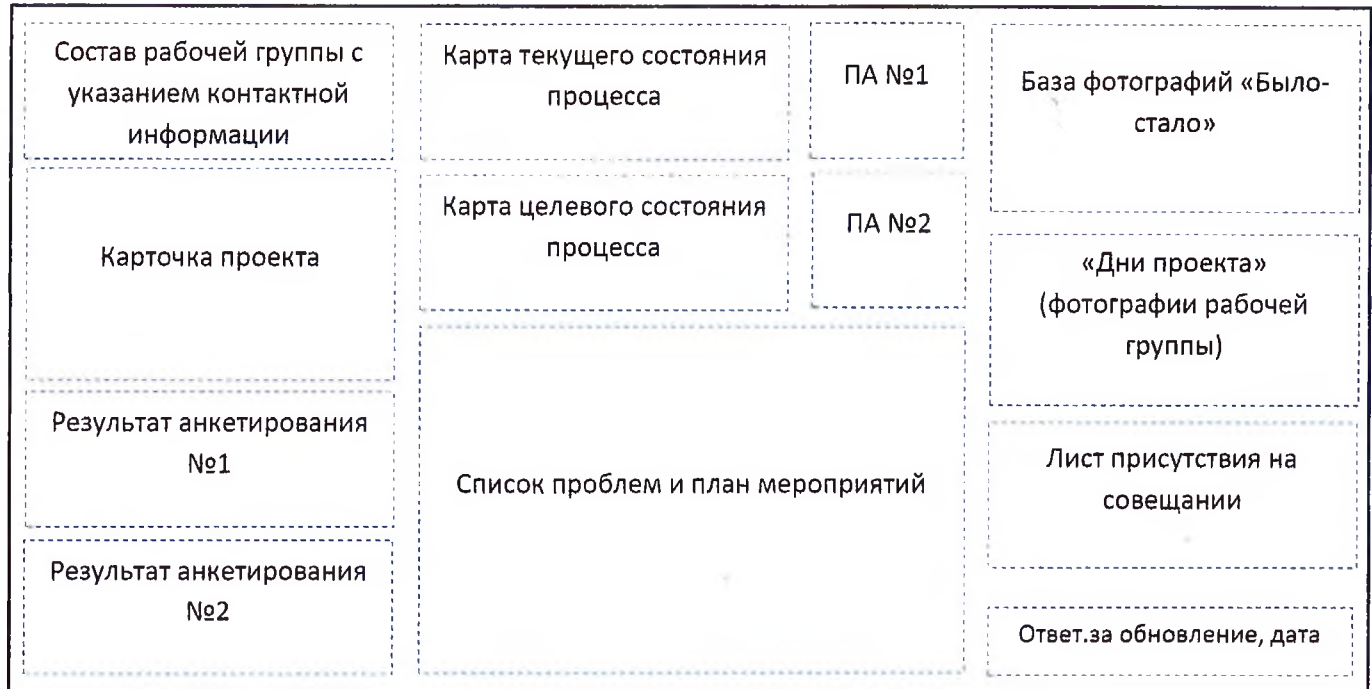 Состав рабочей группы с
указанием контактной
информации
Карточка проекта
Результат анкетирования
№1
Результат анкетирования
№2
Карта текущего состояния
процесса
ПА №1
Карта целевого состояния
процесса
ПА №2
Список проблем и план мероприятий
База фотографий «Было-
стало»
«Дни проекта»
(фотографии рабочей
группы)
Лист присутствия на
совещании
Ответ.за обновление, дата